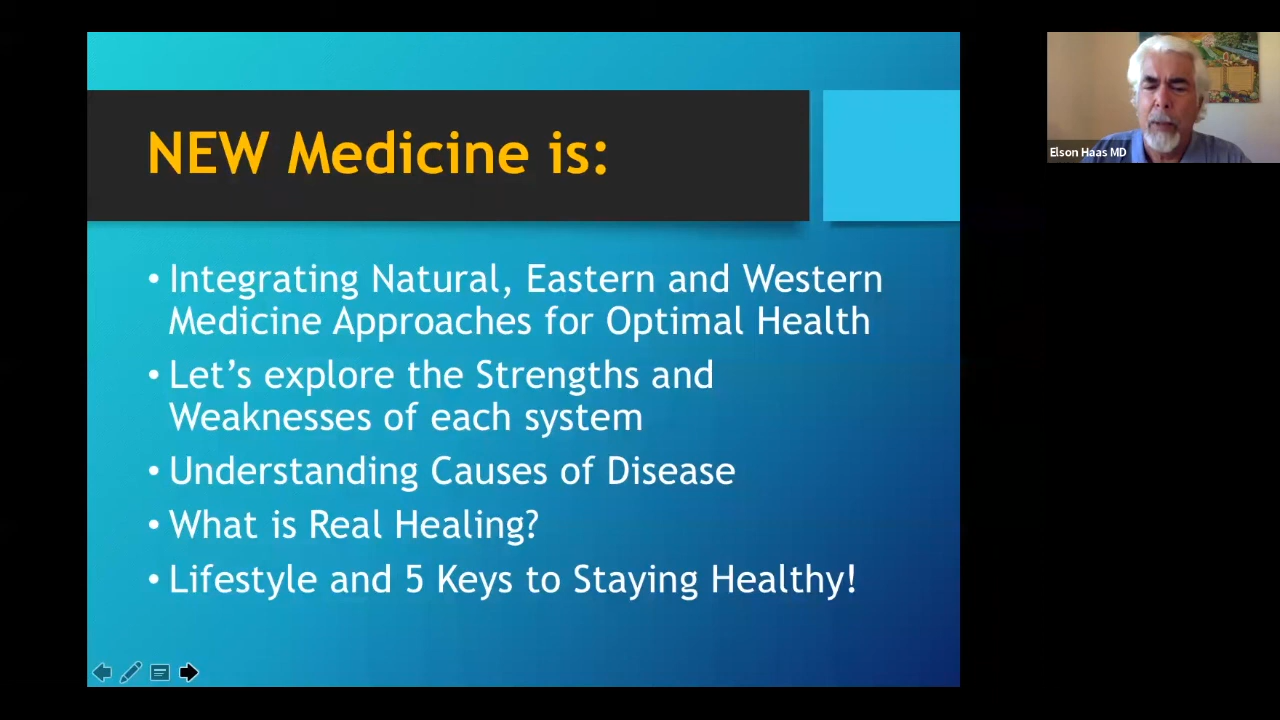 NEW Medicine is:
• Integrating Natural, Eastern and Western
Medicine Approaches for Optimal Health
• Let’s explore the Strengths and
Weaknesses of each system
• Understanding Causes of Disease
• What is Real Healing?
• Lifestyle and 5 Keys to Staying Healthy!
Elson Haas MD